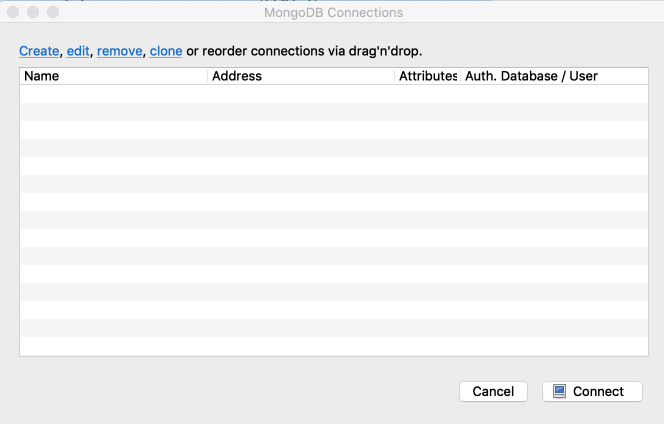 MongoDB Connections
Create, edit, remove, clone or reorder connections via drag'n'drop.
Name Address Attributes Auth. Database / User
Cancel Connect